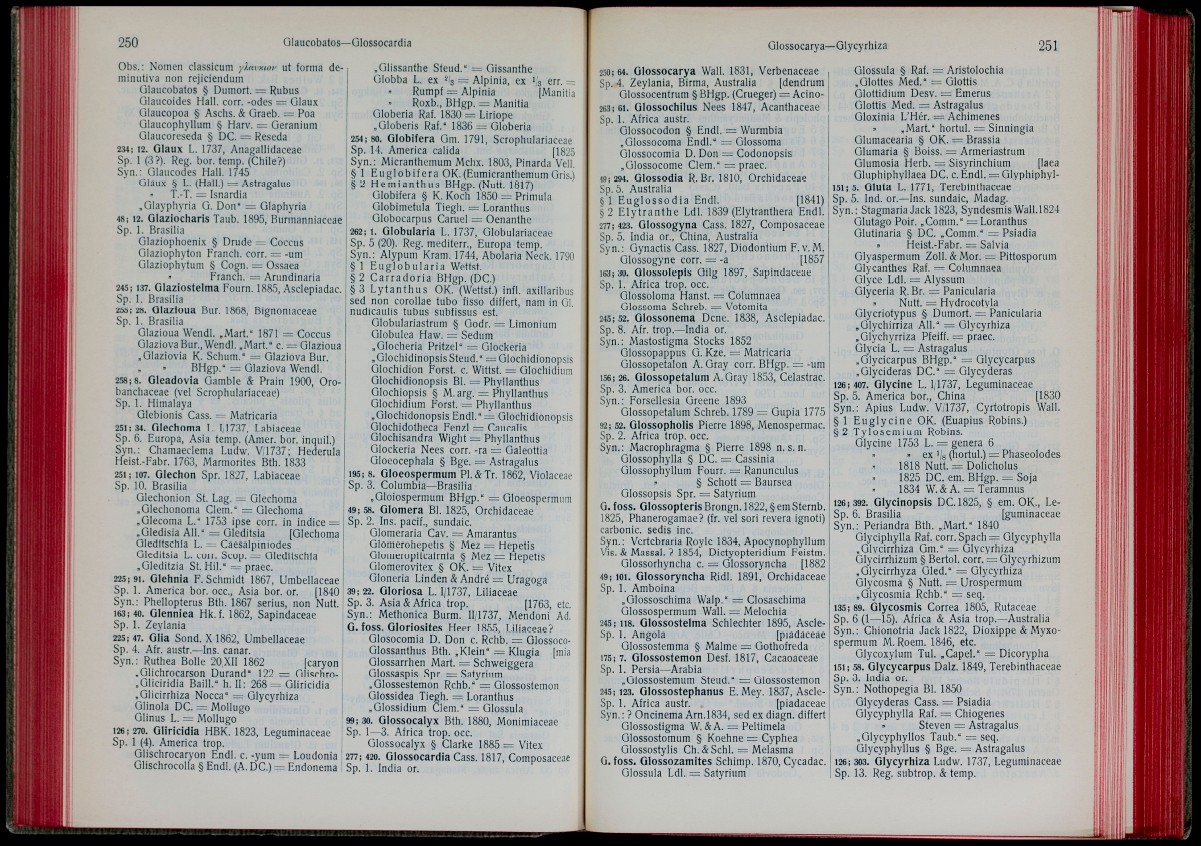 250
Glaucobatos—Glossocardia
Obs.: Nomen classicum γλαυκιον ut forma de-
minutiva non rejiciendum
Glaucobatos § Dumort. = Rubus
Glaucoides Hall. corr. -odes = Glaux
Glaucopoa § Aschs. & Graeb. = Poa
Glaucophyllum § Harv. = Geranium
Glaucoreseda § DC. = Reseda
234; 12. Glaux L. 1737, Anagallidaceae
Sp. 1 (3 ?). Reg. bor. temp. (Chile?)
Syn.: Glaucodes Hall. 1745
Glaux § L. (Hall.) = Astragalus
" T.-T. = Isnardia
„Glayphyria G. Don“ = Glaphyria
48; 12. Glaziocharis Taub. 1895, Burmanniaceae
Sp. 1. Brasilia
Glaziophoenix § Drude = Coccus
Glaziophyton Franch. corr. = -um
Glaziophytum § Cogn. = Ossaea
" Franch. = Arundinaria
245; 137. Glaziostelma Fourn. 1885, Asclepiadac.
Sp. 1. Brasilia
255; 28. Glazioua Bur. 1868, Bignoniaceae
Sp. 1. Brasilia
Glazioua Wendl. „Mart.“ 1871 = Coccus
Glaziova Bur., Wendl. „Mart.“ c. = Glazioua
„Glaziovia K. Schum.“ = Glaziova Bur.
" " BHgp.“ = Glaziova Wendl.
258; 8. Gleadovia Gamble & Prain 1900, Oro-
banchaceae (vel Scrophulariaceae)
Sp. 1. Himalaya
Glebionis Cass. = Matricaria
251; 34. Glechoma L. I,1737, Labiaceae
Sp. 6. Europa, Asia temp. (Amer. bor. inquil.)
Syn.: Chamaeclema Ludw. V|1737; Hederula
Heist.-Fabr. 1763, Marmorites Bth. 1833
251; 107. Glechon Spr. 1827, Labiaceae
Sp. 10. Brasilia
Glechonion St. Lag. = Glechoma
„Glechonoma Clem.“ = Glechoma
„Glecoma L.“ 1753 ipse corr. in indice =
„Gledisia All.“ = Gleditsia [Glechoma
Gleditschia L. = Caesalpiniodes
Gleditsia L. corr. Scop. = Gleditschia
„Gleditzia St. Hil.“ = praec.
225; 91. Glehnia F. Schmidt 1867, Umbellaceae
Sp. 1. America bor. occ., Asia bor. or. [1840
Syn.: Phellopterus Bth. 1867 serius, non Nutt.
163; 40. Glenniea Hk. f. 1862, Sapindaceae
Sp. 1. Zeylania
225; 47. Glia Sond. X 1862, Umbellaceae
Sp. 4. Afr. austr.—Ins. canar.
Syn.: Ruthea Bolle 20 XII 1862 [caryon
„Glichrocarson Durand“ 122 = Glischro-
„Gliciridia Baill.“ h. II: 268 = Gliricidia
„Glicirrhiza Nocca“ = Glycyrhiza
Glinola DC. = Mollugo
Glinus L. = Mollugo
126; 270. Gliricidia HBK. 1823, Leguminaceae
Sp. 1 (4). America trop.
Glischrocaryon Endl. c. -yum = Loudonia
Glischrocolla § Endl. (A. DC.) = Endonema
„Glissanthe Steud.“ = Gissanthe
Globba L. ex = Alpinia, ex ⅓ err. =
" Rumpf = Alpinia [Manitia
" Roxb., BHgp. = Manitia
Globeria Raf. 1830 = Liriope
„Globeris Raf.“ 1836 = Globeria
254; 80. Globifera Gm. 1791, Scrophulariaceae
Sp. 14. America calida [1825
Syn.: Micranthemum Mchx. 1803, Pinarda Vell.
§ 1 Euglobifera OK. (Eumicranthemum Gris.)
§ 2 Hemianthus BHgp. (Nutt. 1817)
Globifera § K. Koch 1850 = Primula
Globimetula Tiegh. = Loranthus
Globocarpus Caruel = Oenanthe
262; 1. Globularia L. 1737, Globulariaceae
Sp. 5 (20). Reg. mediterr., Europa temp.
Syn.: Alypum Kram. 1744, Abolaria Neck. 1790
§ 1 Euglobularia Wettst.
§ 2 Carradoria BHgp. (DC.)
§ 3 Lytanthus OK. (Wettst.) infl. axillaribus
sed non corollae tubo fisso differt, nam in Gl.
nudicaulis tubus subfissus est.
Globulariastrum § Godr. = Limonium
Globulea Haw. = Sedum
„Glocheria Pritzel“ = Glockeria
„Glochidinopsis Steud.“ = Glochidionopsis
Glochidion Forst. c. Wittst. = Glochidium
Glochidionopsis Bl. = Phyllanthus
Glochiopsis § M. arg. = Phyllanthus
Glochidium Forst. = Phyllanthus
„Glochidonopsis Endl.“ = Glochidionopsis
Glochidotheca Fenzl = Caucalis
Glochisandra Wight = Phyllanthus
Glockeria Nees corr. -ra = Galeottia
Gloeocephala § Bge. = Astragalus
195; 8. Gloeospermum Pl. & Tr. 1862, Violaceae
Sp. 3. Columbia—Brasilia
„Gloiospermum BHgp.“ = Gloeospermum
49; 58. Glomera Bl. 1825, Orchidaceae
Sp. 2. Ins. pacif., sundaic.
Glomeraria Cav. = Amarantus
Glomerohepetis § Mez = Hepetis
Glomeropitcairnia § Mez = Hepetis
Glomerovitex § OK. = Vitex
Gloneria Linden & André = Uragoga
39; 22. Gloriosa L. I,|1737, Liliaceae
Sp. 3. Asia & Africa trop. [1763, etc.
Syn.: Methonica Burm. II|1737, Mendoni Ad.
G. foss. Gloriosites Heer 1855, Liliaceae?
Glosocomia D. Don c. Rchb. = Glossoco-
Glossanthus Bth. „Klein“ = Klugia [mia
Glossarrhen Mart. = Schweiggera
Glossaspis Spr. = Satyrium
„Glossestemon Rchb.“ = Glossostemon
Glossidea Tiegh. = Loranthus
„Glossidium Clem.“ = Glossula
99; 30. Glossocalyx Bth. 1880, Monimiaceae
Sp. 1—3. Africa trop. occ.
Glossocalyx § Clarke 1885 = Vitex
277; 420. Glossocardia Cass. 1817, Composaceae
Sp. 1. India or.
Glossocarya—Glycyrhiza
251
250; 64. Glossocarya Wall. 1831, Verbenaceae
Sp. 4. Zeylania, Birma, Australia [dendrum
Glossocentrum § BHgp. (Crueger) = Acino-
263; 61. Glossochilus Nees 1847, Acanthaceae
Sp. 1. Africa austr.
Glossocodon § Endl. = Wurmbia
„Glossocoma Endl.“ = Glossoma
Glossocomia D. Don = Codonopsis
„Glossocome Clem.“ = praec.
49; 294. Glossodia R. Br. 1810, Orchidaceae
Sp. 5. Australia
§ 1 Euglossodia Endl. [1841)
§ 2 Elytranthe Ldl. 1839 (Elytranthera Endl.
277; 423. Glossogyna Cass. 1827, Composaceae
Sp. 5. India or., China, Australia
Syn.: Gynactis Cass. 1827, Diodontium F. v. M.
Glossogyne corr. = -a [1857
163; 30. Glossolepis Gilg 1897, Sapindaceae
Sp. 1. Africa trop. occ.
Glossoloma Hanst. = Columnaea
Glossoma Schreb. = Votomita
245; 52. Glossonema Dcne. 1838, Asclepiadac.
Sp. 8. Afr. trop.—India or.
Syn.: Mastostigma Stocks 1852
Glossopappus G. Kze. = Matricaria
Glossopetalon A. Gray corr. BHgp. = -um
156; 26. Glossopetalum A. Gray 1853, Celastrac.
Sp. 3. America bor. occ.
Syn.: Forsellesia Greene 1893
Glossopetalum Schreb. 1789 = Gupia 1775
92; 52. Glossopholis Pierre 1898, Menospermac.
Sp. 2. Africa trop. occ.
Syn.: Macrophragma § Pierre 1898 n. s. n.
Glossophylla § DC. = Cassinia
Glossophyllum Fourr. = Ranunculus
" § Schott = Baursea
Glossopsis Spr. = Satyrium
G. foss. Glossopteris Brongn. 1822, § em Sternb.
1825, Phanerogamae? (fr. vel sori revera ignoti)
carbonic. sedis inc.
Syn.: Vertebraria Royle 1834, Apocynophyllum
Vis. & Massal. ? 1854, Dictyopteridium Feistm.
Glossorhyncha c. = Glossoryncha [1882
49; 101. Glossoryncha Ridl. 1891, Orchidaceae
Sp. 1. Amboina
„Glossoschima Walp.“ = Closaschima
Glossospermum Wall. = Melochia
245; 118. Glossostelma Schlechter 1895, Ascle-
Sp. 1. Angola [piadaceae
Glossostemma § Malme = Gothofreda
175; 7. Glossostemon Desf. 1817, Cacaoaceae
Sp. 1. Persia—Arabia
„Glossostemum Steud.“ = Glossostemon
245; 123. Glossostephanus E. Mey. 1837, Ascle-
Sp. 1. Africa austr. [piadaceae
Syn.: ? Oncinema Arn. 1834, sed ex diagn. differt
Glossostigma W. & A. = Peltimela
Glossostomum § Koehne = Cyphea
Glossostylis Ch. & Schl. = Melasma
G. foss. Glossozamites Schimp. 1870, Cycadac.
Glossula Ldl. = Satyrium
Glossula § Raf. = Aristolochia
„Glottes Med.“ = Glottis
Glottidium Desv. = Emerus
Glottis Med. = Astragalus
Gloxinia L'Hér. = Achimenes
" „Mart.“ hortul. = Sinningia
Glumacearia § OK. = Brassia
Glumaria § Boiss. = Armeriastrum
Glumosia Herb. = Sisyrinchium [laea
Gluphiphyllaea DC. c. Endl. = Glyphiphyl-
151; 5. Gluta L. 1771, Terebinthaceae
Sp. 5. Ind. or.—Ins. sundaic, Madag.
Syn.: Stagmaria Jack 1823, Syndesmis Wall. 1824
Glutago Poir. „Comm.“ = Loranthus
Glutinaria § DC. „Comm.“ = Psiadia
" Heist.-Fabr. = Salvia
Glyaspermum Zoll. & Mor. = Pittosporum
Glycanthes Raf. = Columnaea
Glyce Ldl. = Alyssum
Glyceria R. Br. = Panicularia
" Nutt. = Hydrocotyla
Glycriotypus § Dumort. = Panicularia
„Glychirriza All.“ = Glycyrhiza
„Glychyrriza Pfeiff. = praec.
Glycia L. = Astragalus
„Glycicarpus BHgp.“ = Glycycarpus
„Glycideras DC.“ = Glycyderas
126; 407. Glycine L. I,|1737, Leguminaceae
Sp. 5. America bor., China [1830
Syn.: Apius Ludw. V|1737, Cyrtotropis Wall.
§ 1 Euglycine OK. (Euapius Robins.)
§ 2 Tylosemium Robins.
Glycine 1753 L. = genera 6
" " ex ⅛ (hortul.) = Phaseolodes
" 1818 Nutt. = Dolicholus
" 1825 DC. em. BHgp. = Soja
" 1834 W. & A. = Teramnus
126; 392. Glycinopsis DC. 1825, § em. OK., Le-
Sp. 6. Brasilia [guminaceae
Syn.: Periandra Bth. „Mart.“ 1840
Glyciphylla Raf. corr. Spach = Glycyphylla
„Glycirrhiza Gm.“ = Glycyrhiza
Glycirrhizum § Bertol. corr. = Glycyrhizum
„Glycirrhyza Gled.“ = Glycyrhiza
Glycosma § Nutt. = Urospermum
„Glycosmia Rchb.“ = seq.
135; 89. Glycosmis Correa 1805, Rutaceae
Sp. 6 (1—15). Africa & Asia trop.—Australia
Syn.: Chionotria Jack 1822, Dioxippe & Myxo-
spermum M. Roem. 1846, etc.
Glycoxylum Tul. „Capel.“ = Dicorypha
151; 58. Glycycarpus Dalz. 1849, Terebinthaceae
Sp. 3. India or.
Syn.: Nothopegia Bl. 1850
Glycyderas Cass. = Psiadia
Glycyphylla Raf. = Chiogenes
" Steven = Astragalus
„Glycyphyllos Taub.“ = seq.
Glycyphyllus § Bge. = Astragalus
126; 303. Glycyrhiza Ludw. 1737, Leguminaceae
Sp. 13. Reg. subtrop. & temp.